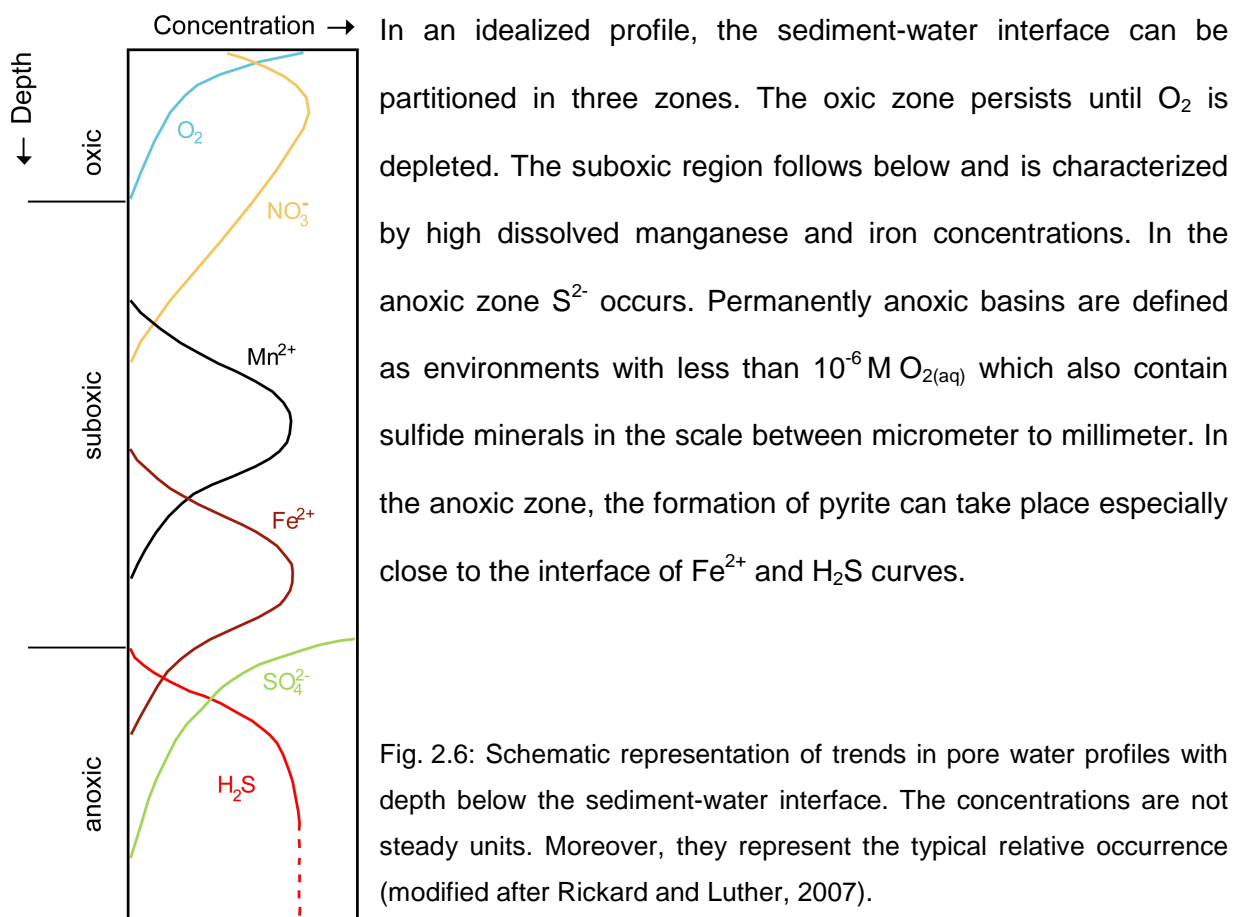 Concentration →
← Depth
oxic
suboxic
anoxic
O₂
NO₃⁻
Mn²⁺
Fe²⁺
SO₄²⁻
H₂S
In an idealized profile, the sediment-water interface can be
partitioned in three zones. The oxic zone persists until O₂ is
depleted. The suboxic region follows below and is characterized
by high dissolved manganese and iron concentrations. In the
anoxic zone S²⁻ occurs. Permanently anoxic basins are defined
as environments with less than 10⁻⁶ M O₂₍ₐq₎ which also contain
sulfide minerals in the scale between micrometer to millimeter. In
the anoxic zone, the formation of pyrite can take place especially
close to the interface of Fe²⁺ and H₂S curves.
Fig. 2.6: Schematic representation of trends in pore water profiles with
depth below the sediment-water interface. The concentrations are not
steady units. Moreover, they represent the typical relative occurrence
(modified after Rickard and Luther, 2007).